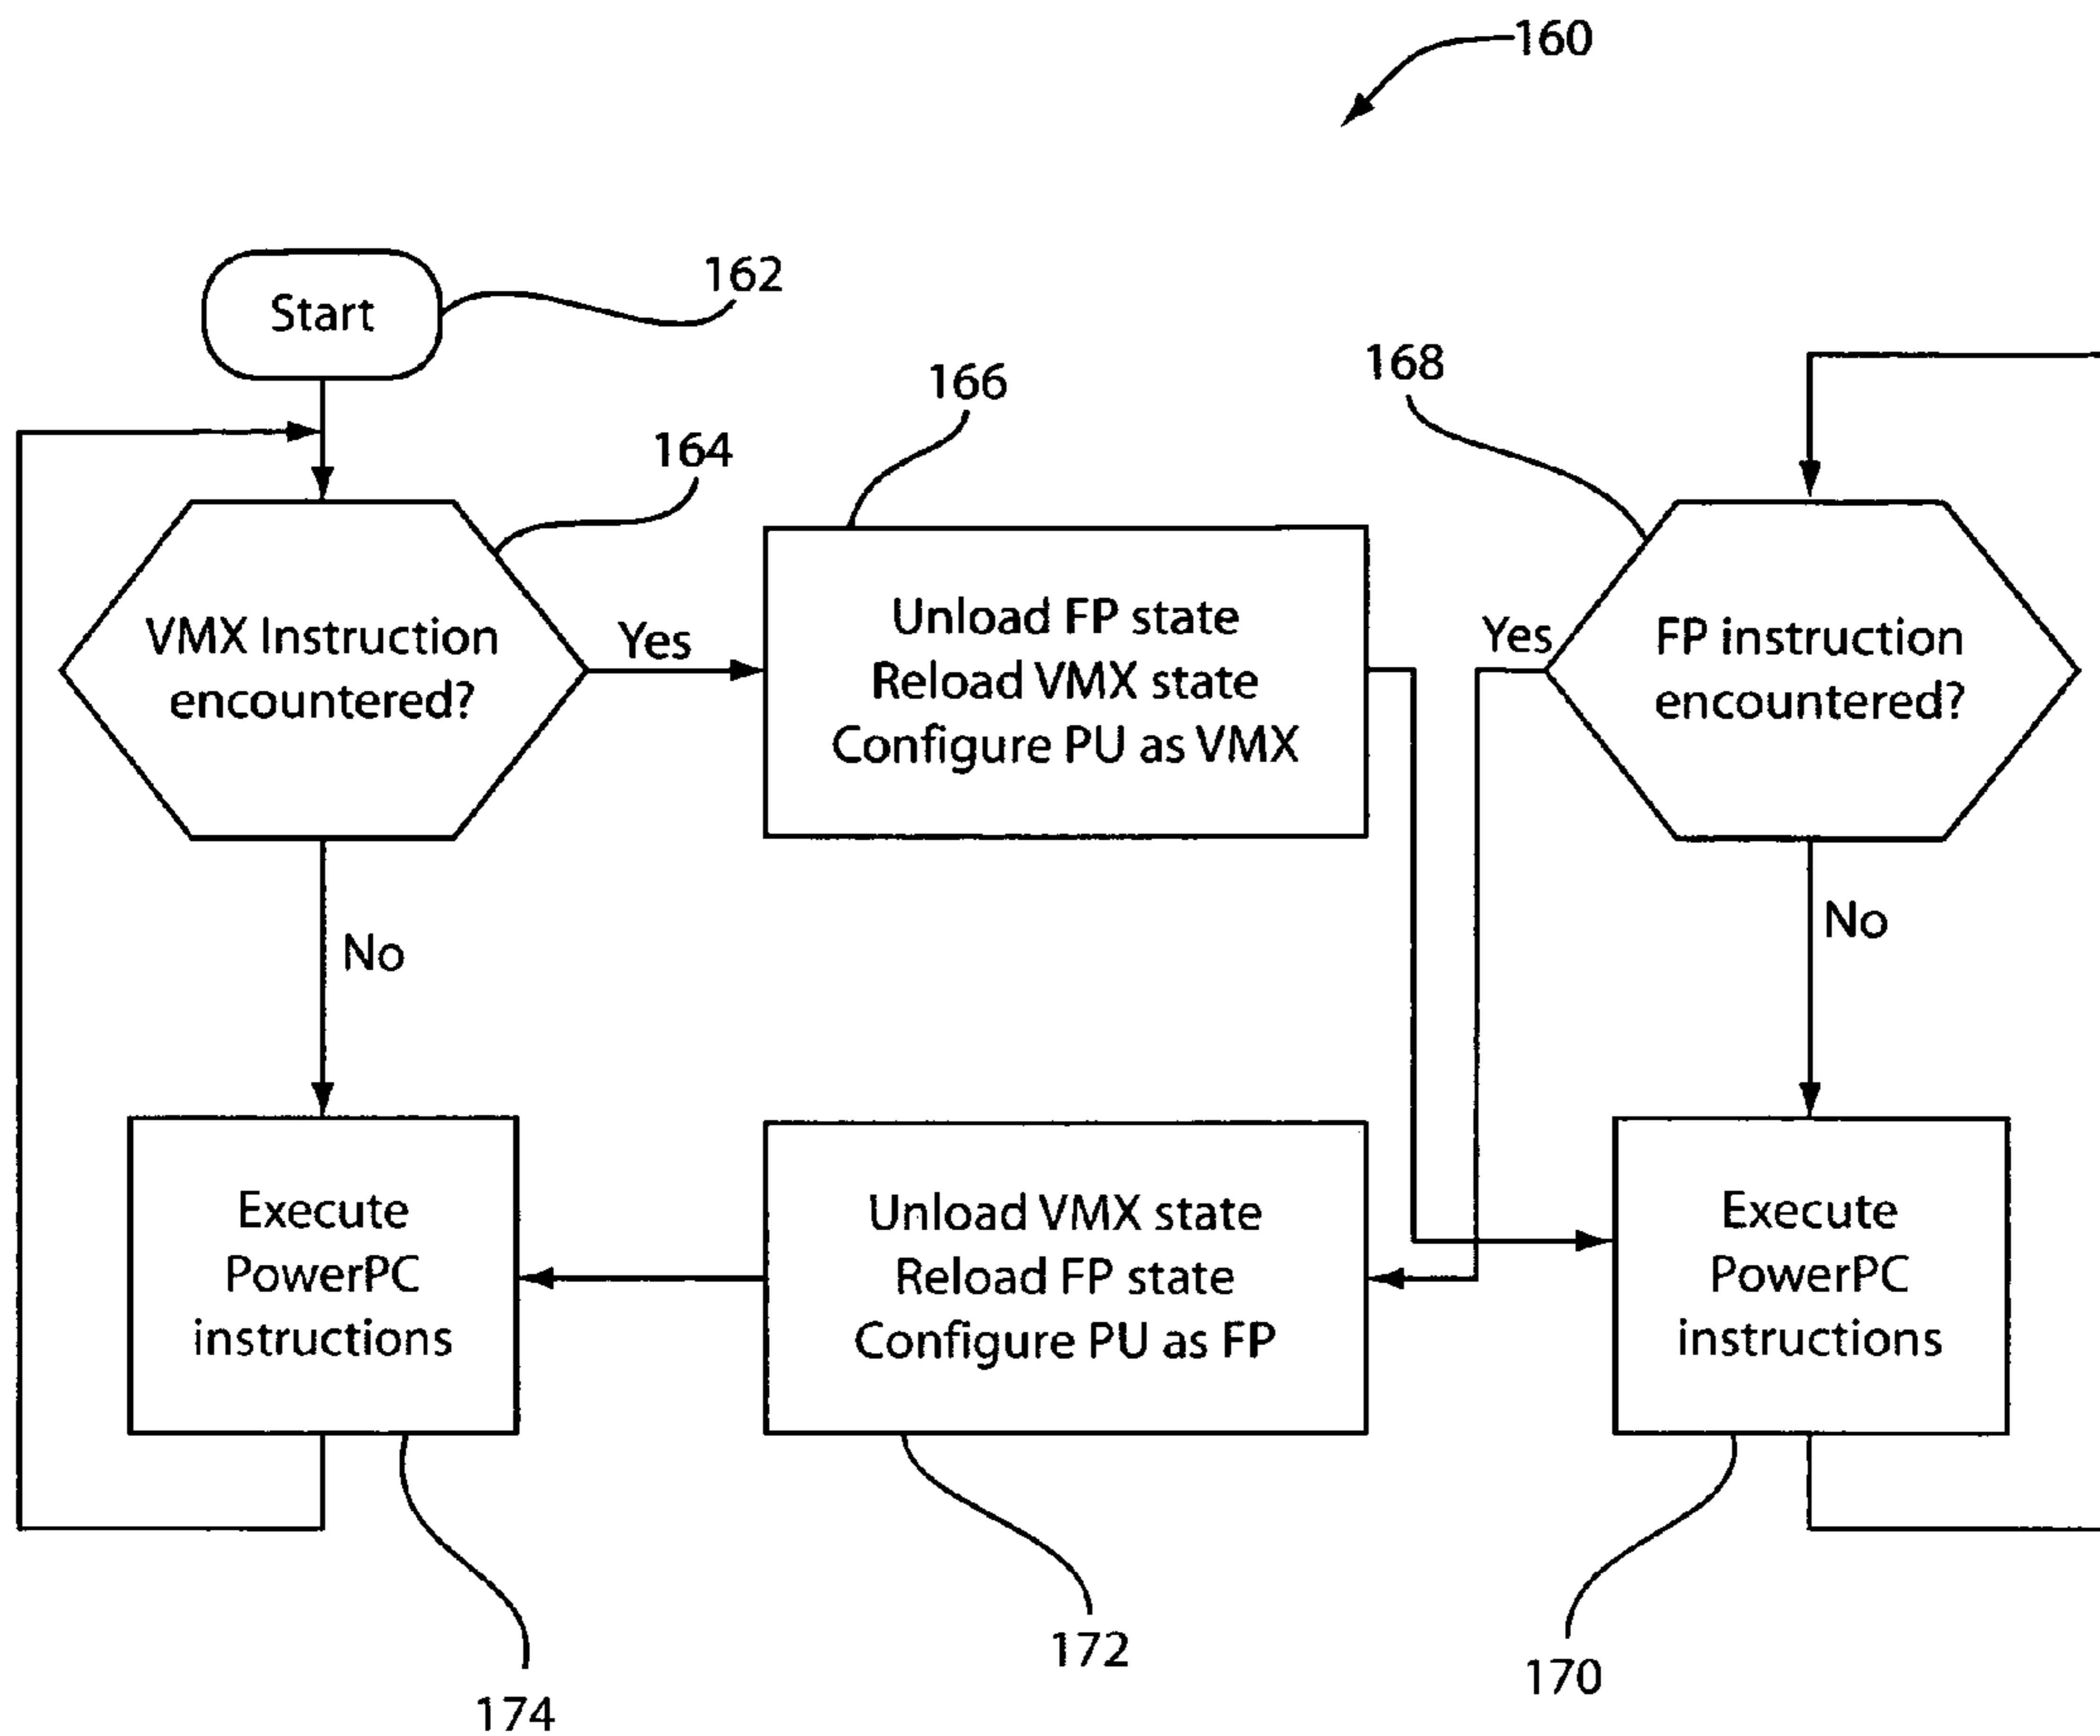 160
Start
162
166
168
164
VMX Instruction
encountered?
Yes
Unload FP state
Reload VMX state
Configure PU as VMX
Yes
FP instruction
encountered?
No
No
Execute
PowerPC
instructions
Unload VMX state
Reload FP state
Configure PU as FP
Execute
PowerPC
instructions
174
172
170